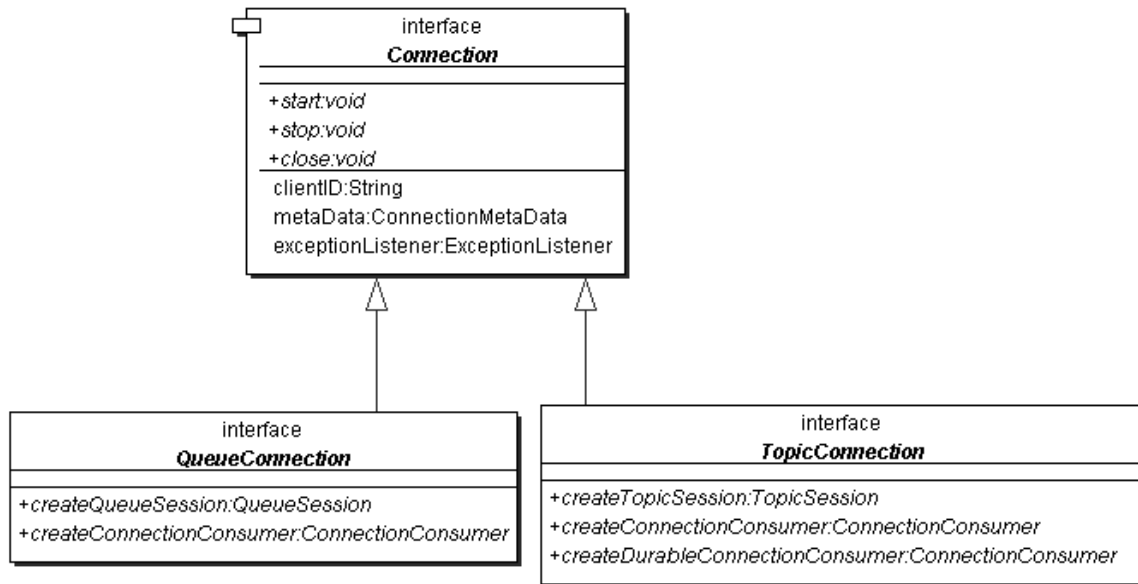 interface
Connection
+start:void
+stop:void
+close:void
clientID:String
metaData:ConnectionMetaData
exceptionListener:ExceptionListener
interface
QueueConnection
+createQueueSession:QueueSession
+createConnectionConsumer:ConnectionConsumer
interface
TopicConnection
+createTopicSession:TopicSession
+createConnectionConsumer:ConnectionConsumer
+createDurableConnectionConsumer:ConnectionConsumer